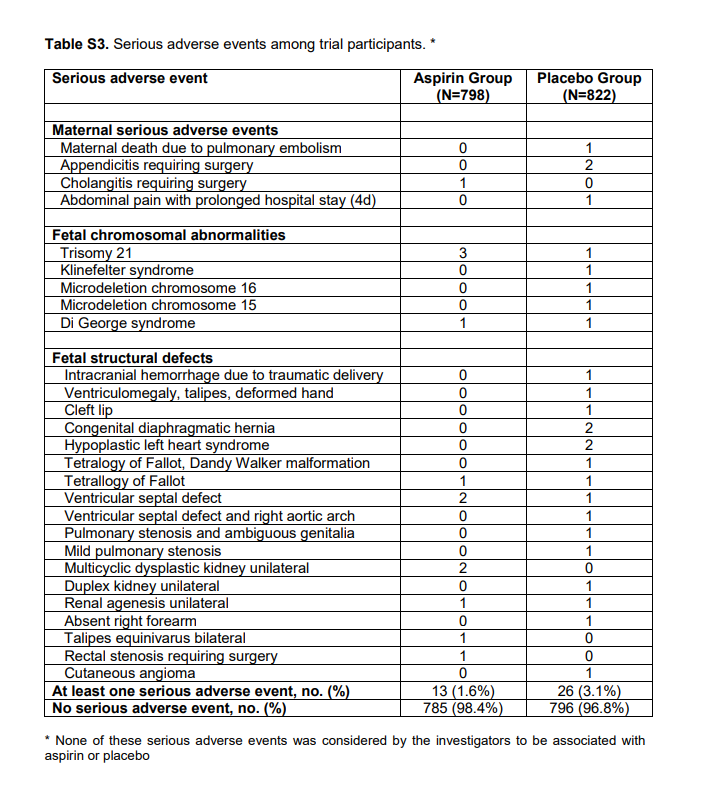 Table S3. Serious adverse events among trial participants. *
Serious adverse event Aspirin Group (N=798) Placebo Group (N=822)
Maternal serious adverse events
Maternal death due to pulmonary embolism 0 1
Appendicitis requiring surgery 0 2
Cholangitis requiring surgery 1 0
Abdominal pain with prolonged hospital stay (4d) 0 1
Fetal chromosomal abnormalities
Trisomy 21 3 1
Klinefelter syndrome 0 1
Microdeletion chromosome 16 0 1
Microdeletion chromosome 15 0 1
Di George syndrome 1 1
Fetal structural defects
Intracranial hemorrhage due to traumatic delivery 0 1
Ventriculomegaly, talipes, deformed hand 0 1
Cleft lip 0 1
Congenital diaphragmatic hernia 0 2
Hypoplastic left heart syndrome 0 2
Tetralogy of Fallot, Dandy Walker malformation 0 1
Tetrallogy of Fallot 1 1
Ventricular septal defect 2 1
Ventricular septal defect and right aortic arch 0 1
Pulmonary stenosis and ambiguous genitalia 0 1
Mild pulmonary stenosis 0 1
Multicyclic dysplastic kidney unilateral 2 0
Duplex kidney unilateral 0 1
Renal agenesis unilateral 1 1
Absent right forearm 0 1
Talipes equinivarus bilateral 1 0
Rectal stenosis requiring surgery 1 0
Cutaneous angioma 0 1
At least one serious adverse event, no. (%) 13 (1.6%) 26 (3.1%)
No serious adverse event, no. (%) 785 (98.4%) 796 (96.8%)
* None of these serious adverse events was considered by the investigators to be associated with
aspirin or placebo